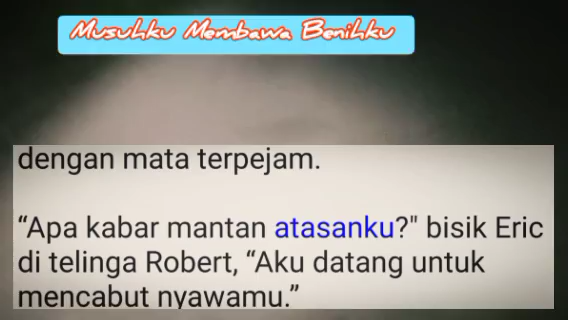 Musuhku Membawa Benihku
dengan mata terpejam.
“Apa kabar mantan atasanku?" bisik Eric
di telinga Robert, “Aku datang untuk
mencabut nyawamu.”